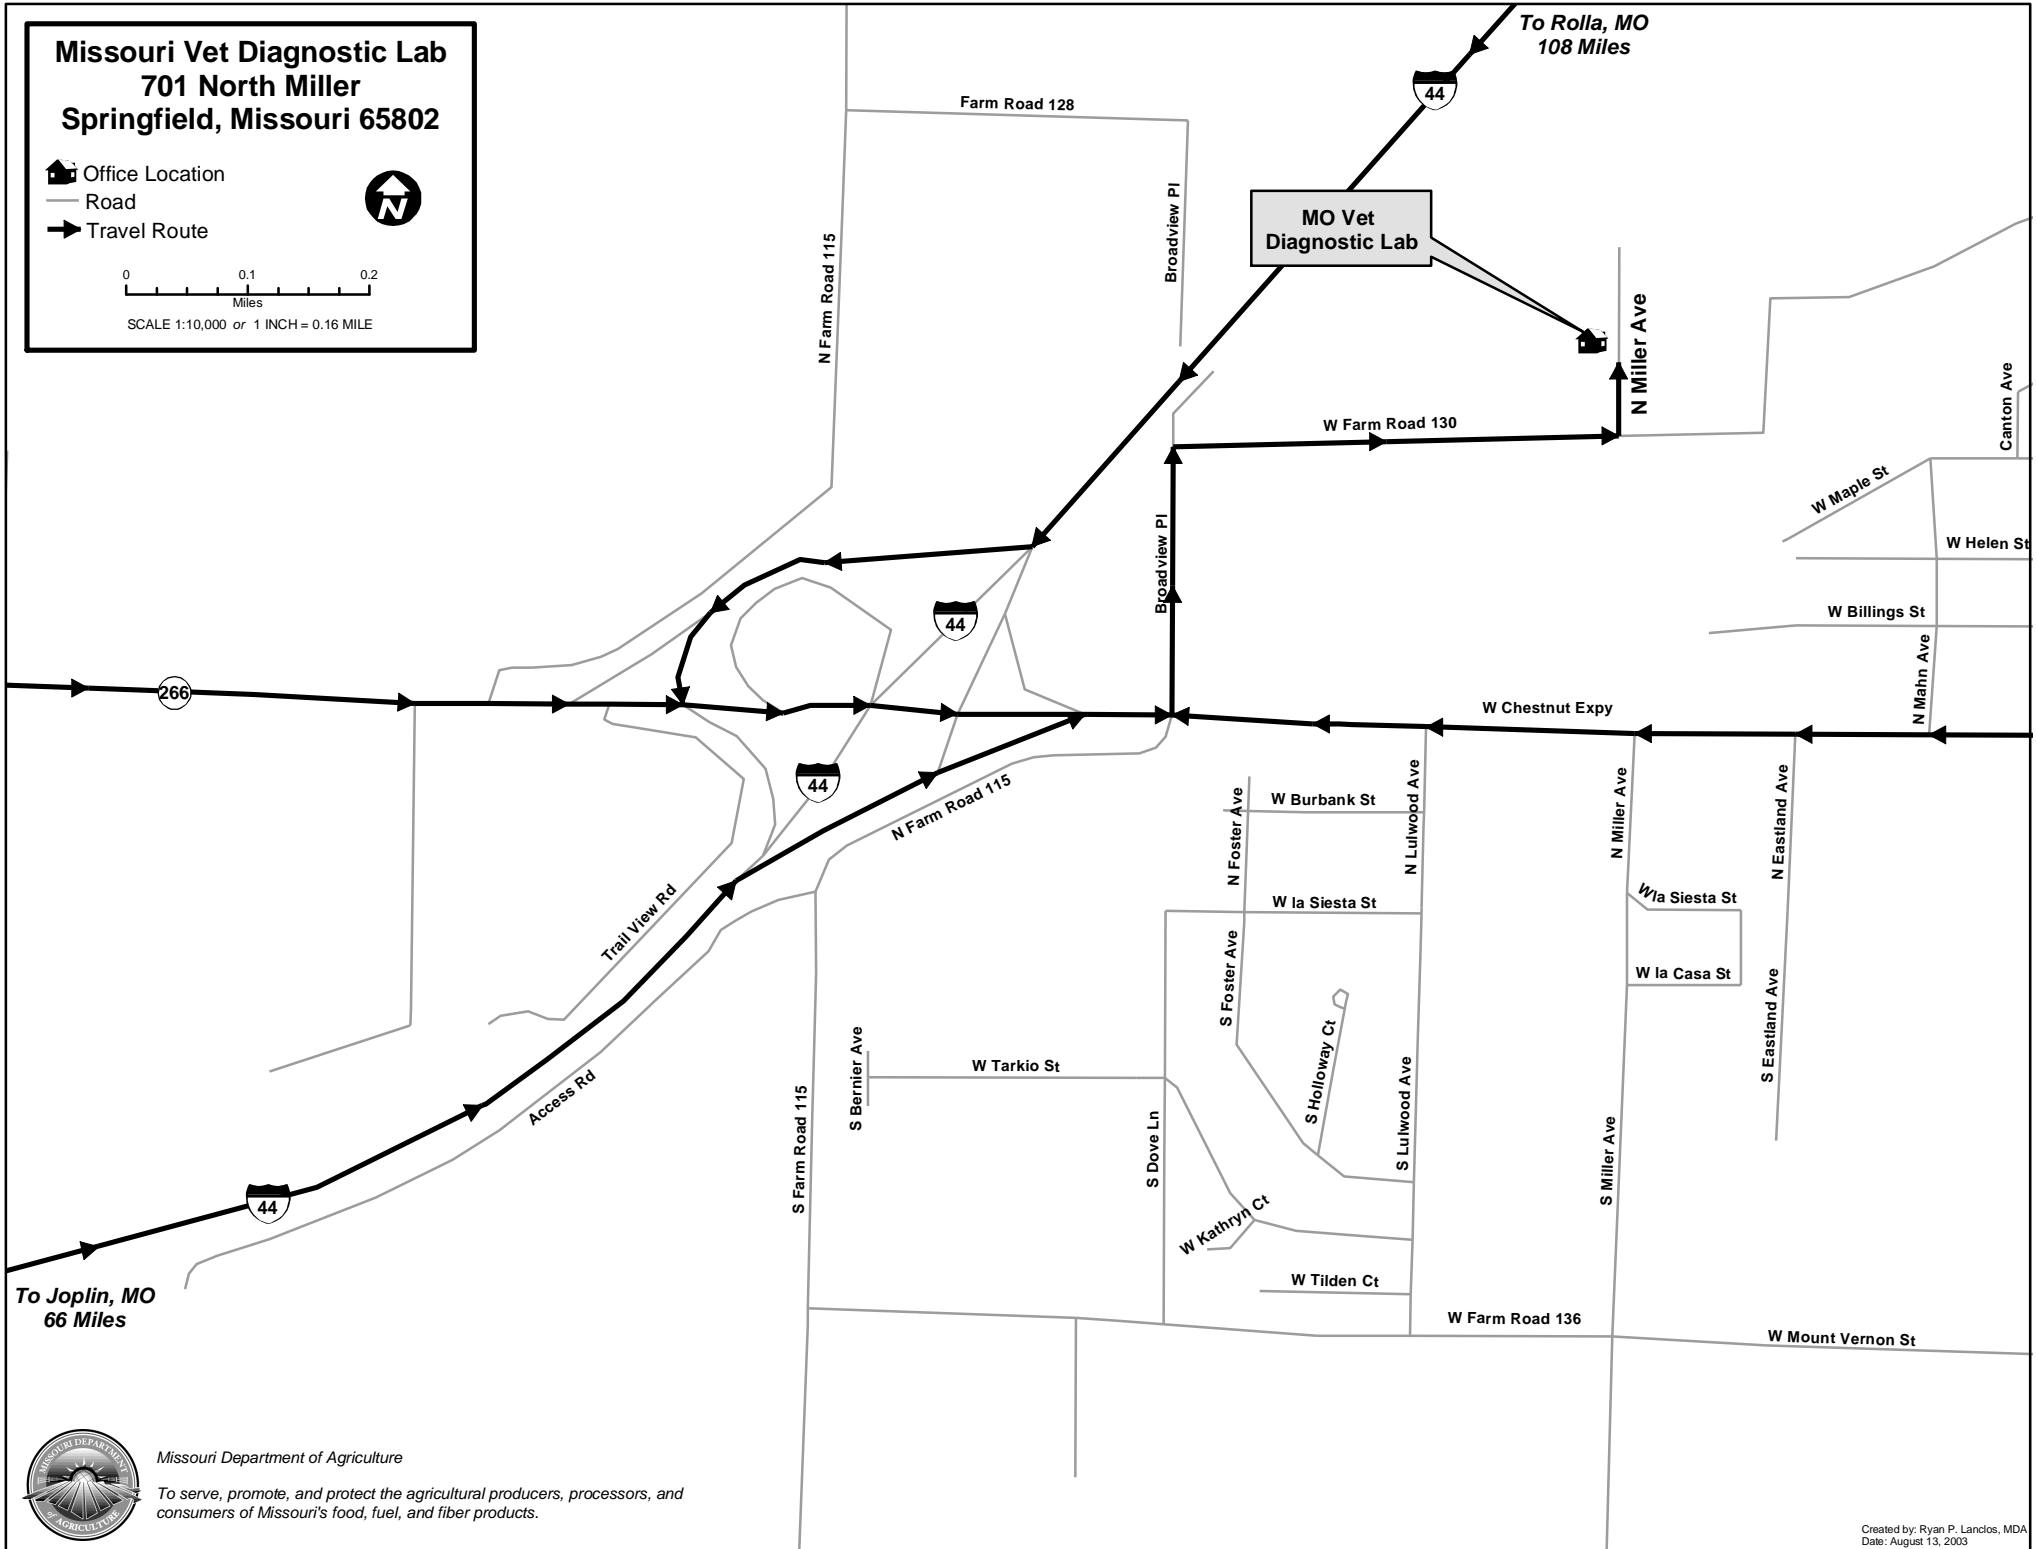 Missouri Vet Diagnostic Lab
701 North Miller
Springfield, Missouri 65802
Office Location
Road
Travel Route
N
0 0.1 0.2
Miles
SCALE 1:10,000 or 1 INCH = 0.16 MILE
To Rolla, MO
108 Miles
44
Farm Road 128
Broadview Pl
N Farm Road 115
MO Vet
Diagnostic Lab
N Miller Ave
W Farm Road 130
Canton Ave
W Maple St
W Helen St
W Billings St
N Mahn Ave
Broadview Pl
44
266
W Chestnut Expy
44
N Farm Road 115
Trail View Rd
Access Rd
N Foster Ave
W Burbank St
N Lulwood Ave
N Miller Ave
N Eastland Ave
W la Siesta St
W la Siesta St
W la Casa St
S Foster Ave
S Holloway Ct
S Lulwood Ave
S Eastland Ave
S Bernier Ave
W Tarkio St
S Farm Road 115
S Dove Ln
S Miller Ave
W Kathryn Ct
W Tilden Ct
44
To Joplin, MO
66 Miles
W Farm Road 136
W Mount Vernon St
MISSOURI DEPARTMENT
of AGRICULTURE
Missouri Department of Agriculture
To serve, promote, and protect the agricultural producers, processors, and
consumers of Missouri's food, fuel, and fiber products.
Created by: Ryan P. Lanclos, MDA
Date: August 13, 2003